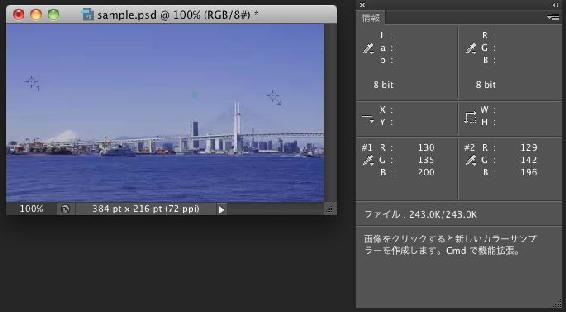 sample.psd @ 100% (RGB/8#) *
100%
384 pt x 216 pt (72 ppi)
情報
L :
a :
b :
8 bit
R :
G :
B :
8 bit
X :
Y :
W :
H :
#1 R : 130
G : 135
B : 200
#2 R : 129
G : 142
B : 196
ファイル : 243.0K/243.0K
画像をクリックすると新しいカラーサンプ
ラーを作成します。Cmd で機能拡張。